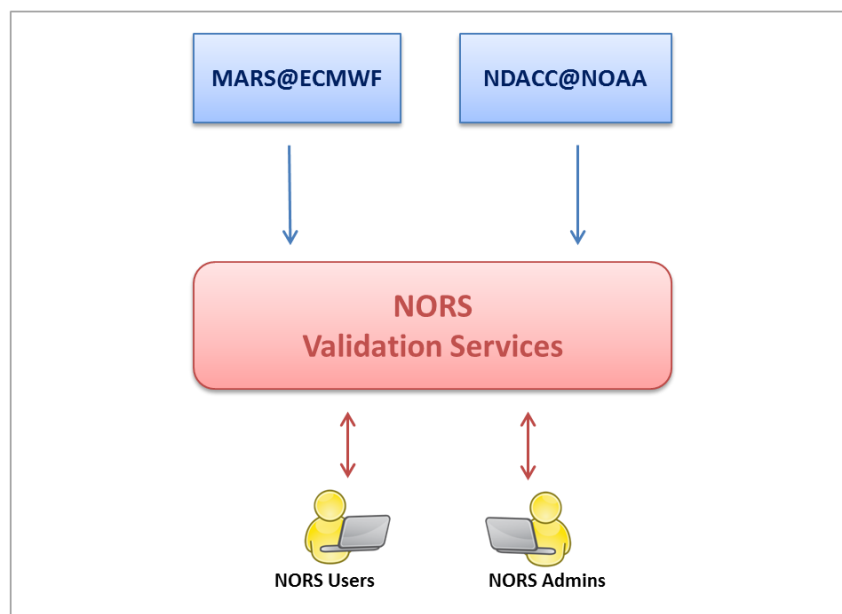 MARS@ECMWF
NDACC@NOAA
NORS
Validation Services
NORS Users
NORS Admins